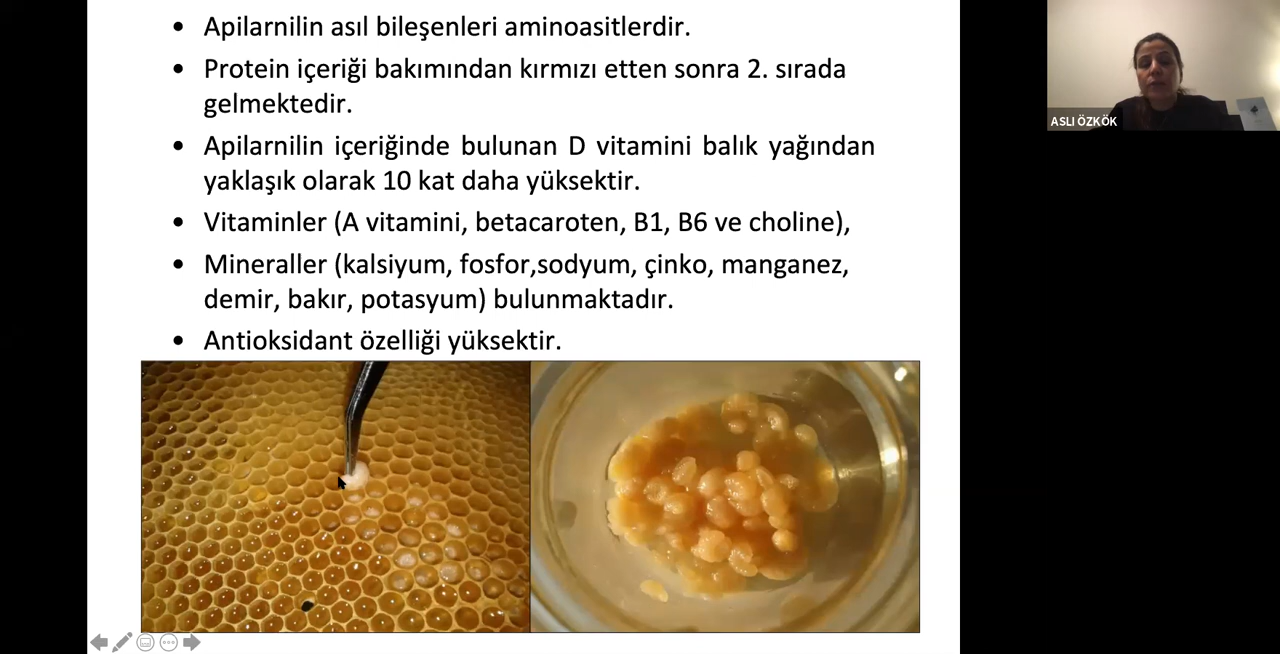 Apilarnilin asıl bileşenleri aminoasitlerdir.
Protein içeriği bakımından kırmızı etten sonra 2. sırada
gelmektedir.
Apilarnilin içeriğinde bulunan D vitamini balık yağından
yaklaşık olarak 10 kat daha yüksektir.
Vitaminler (A vitamini, betacaroten, B1, B6 ve choline),
Mineraller (kalsiyum, fosfor,sodyum, çinko, manganez,
demir, bakır, potasyum) bulunmaktadır.
Antioksidant özelliği yüksektir.
ASLI ÖZKÖK